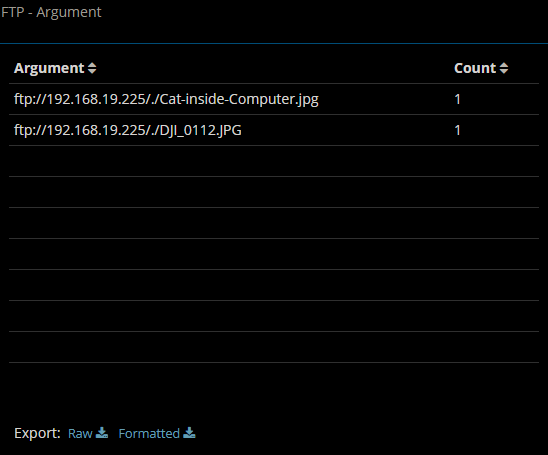 FTP - Argument
Argument Count
ftp://192.168.19.225/./Cat-inside-Computer.jpg 1
ftp://192.168.19.225/./DJI_0112.JPG 1
Export: Raw Formatted